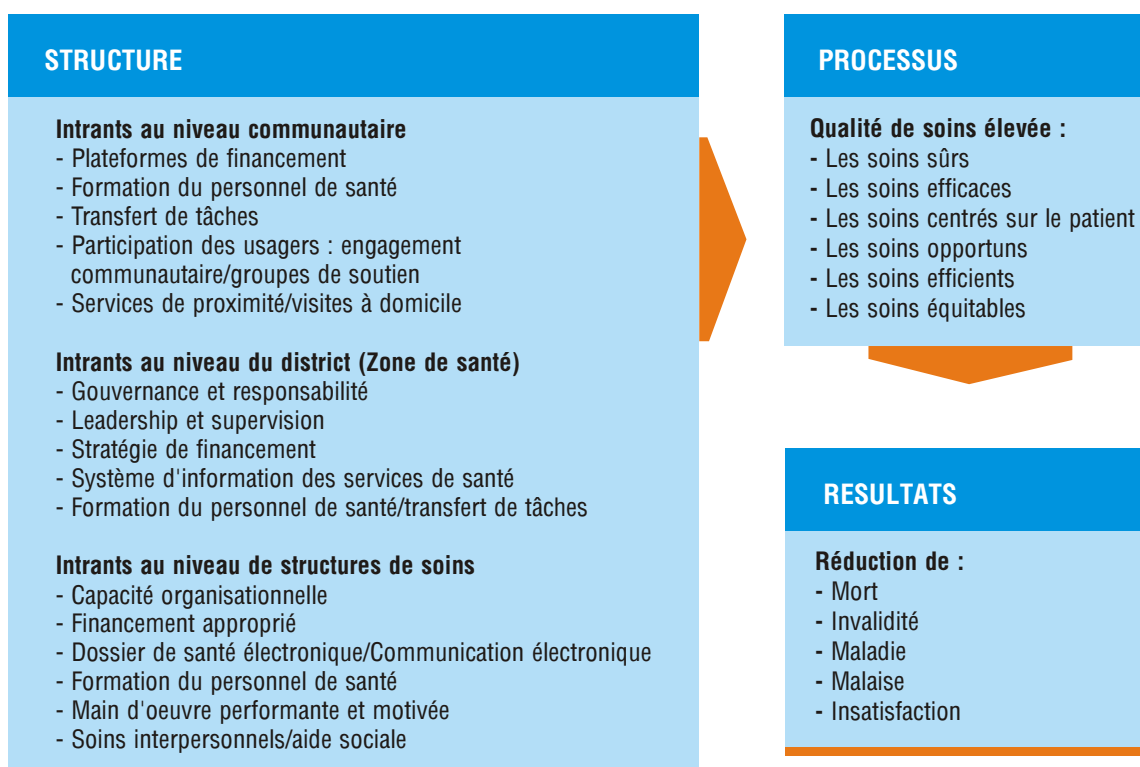 STRUCTURE
Intrants au niveau communautaire
- Plateformes de financement
- Formation du personnel de santé
- Transfert de tâches
- Participation des usagers : engagement
communautaire/groupes de soutien
- Services de proximité/visites à domicile
Intrants au niveau du district (Zone de santé)
- Gouvernance et responsabilité
- Leadership et supervision
- Stratégie de financement
- Système d'information des services de santé
- Formation du personnel de santé/transfert de tâches
Intrants au niveau de structures de soins
- Capacité organisationnelle
- Financement approprié
- Dossier de santé électronique/Communication électronique
- Formation du personnel de santé
- Main d'oeuvre performante et motivée
- Soins interpersonnels/aide sociale
PROCESSUS
Qualité de soins élevée :
- Les soins sûrs
- Les soins efficaces
- Les soins centrés sur le patient
- Les soins opportuns
- Les soins efficients
- Les soins équitables
RESULTATS
Réduction de :
- Mort
- Invalidité
- Maladie
- Malaise
- Insatisfaction